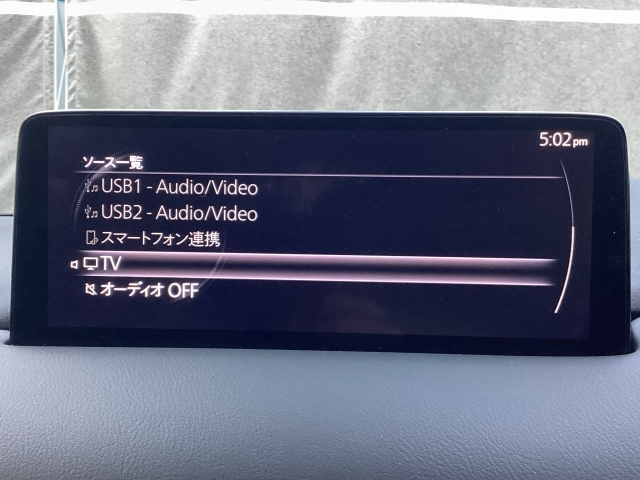 5:02pm
ソース一覧
USB1 - Audio/Video
USB2 - Audio/Video
スマートフォン連携
TV
オーディオ OFF